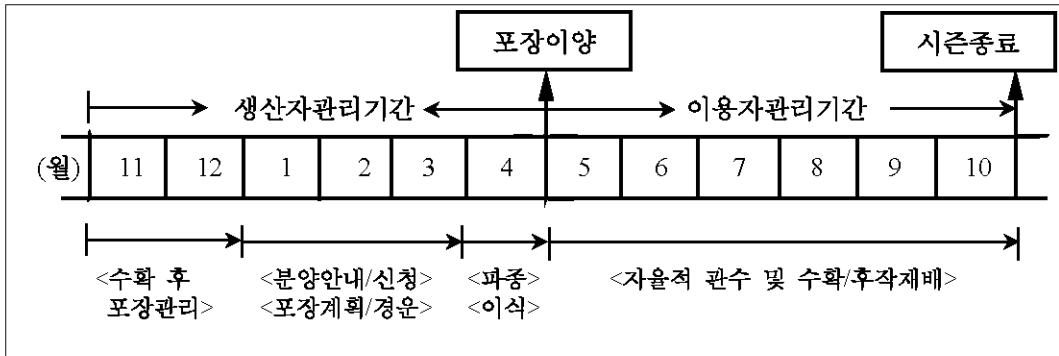 포장이양
시즌종료
생산자관리기간
이용자관리기간
(월) 11 12 1 2 3 4 5 6 7 8 9 10
<수확 후 <분양안내/신청> <파종> <자율적 관수 및 수확/후작재배>
포장관리> <포장계획/경운> <이식>